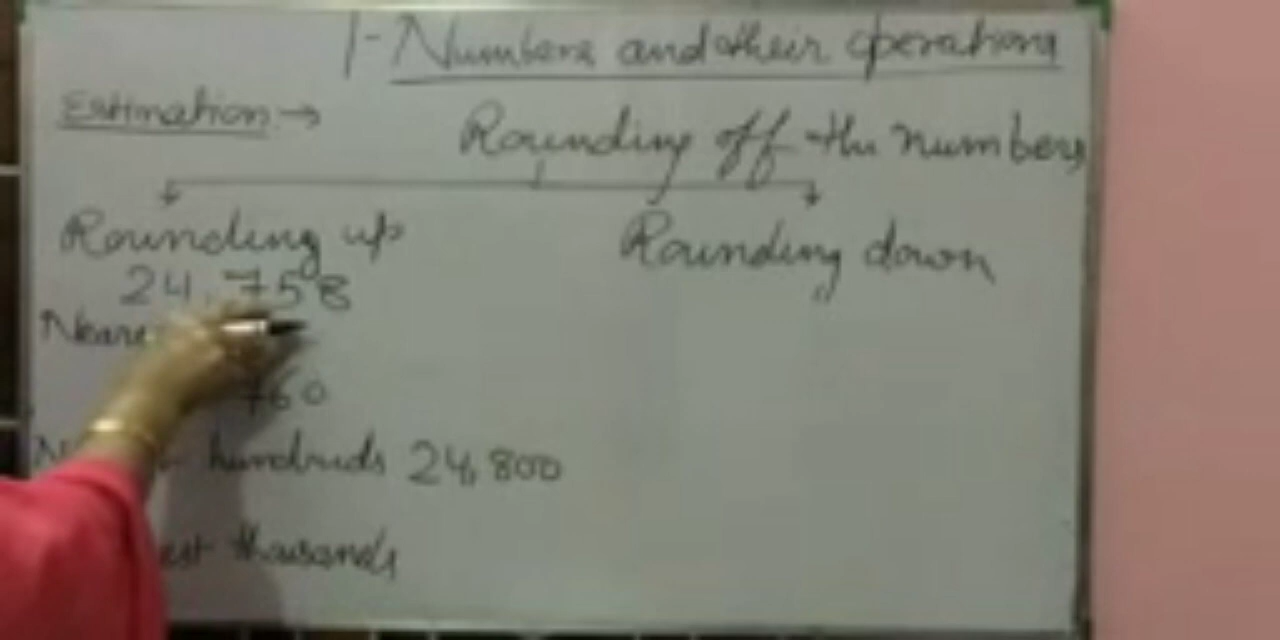 1- Numbers and their operations
Estimation →
Rounding off the numbers
Rounding up
Rounding down
24,758
760
hundreds 24,800
thousands